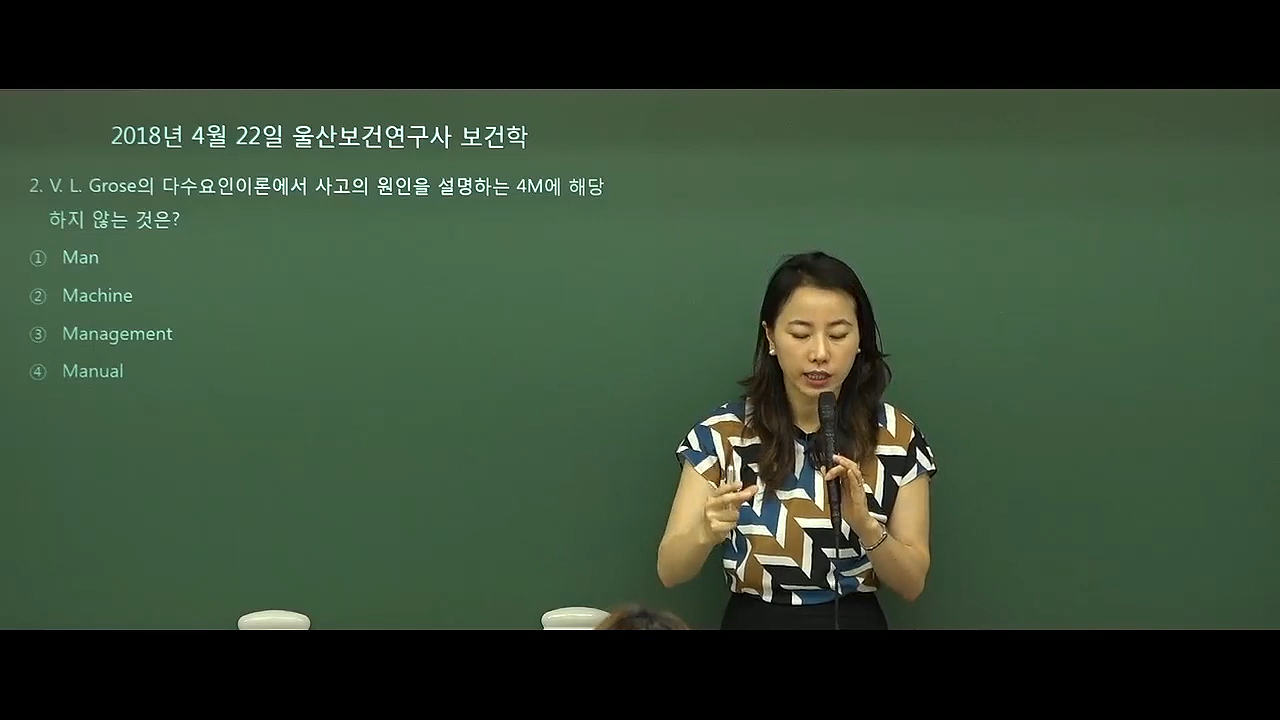 2018년 4월 22일 울산보건연구사 보건학
2. V. L. Grose의 다수요인이론에서 사고의 원인을 설명하는 4M에 해당
하지 않는 것은?
① Man
② Machine
③ Management
④ Manual